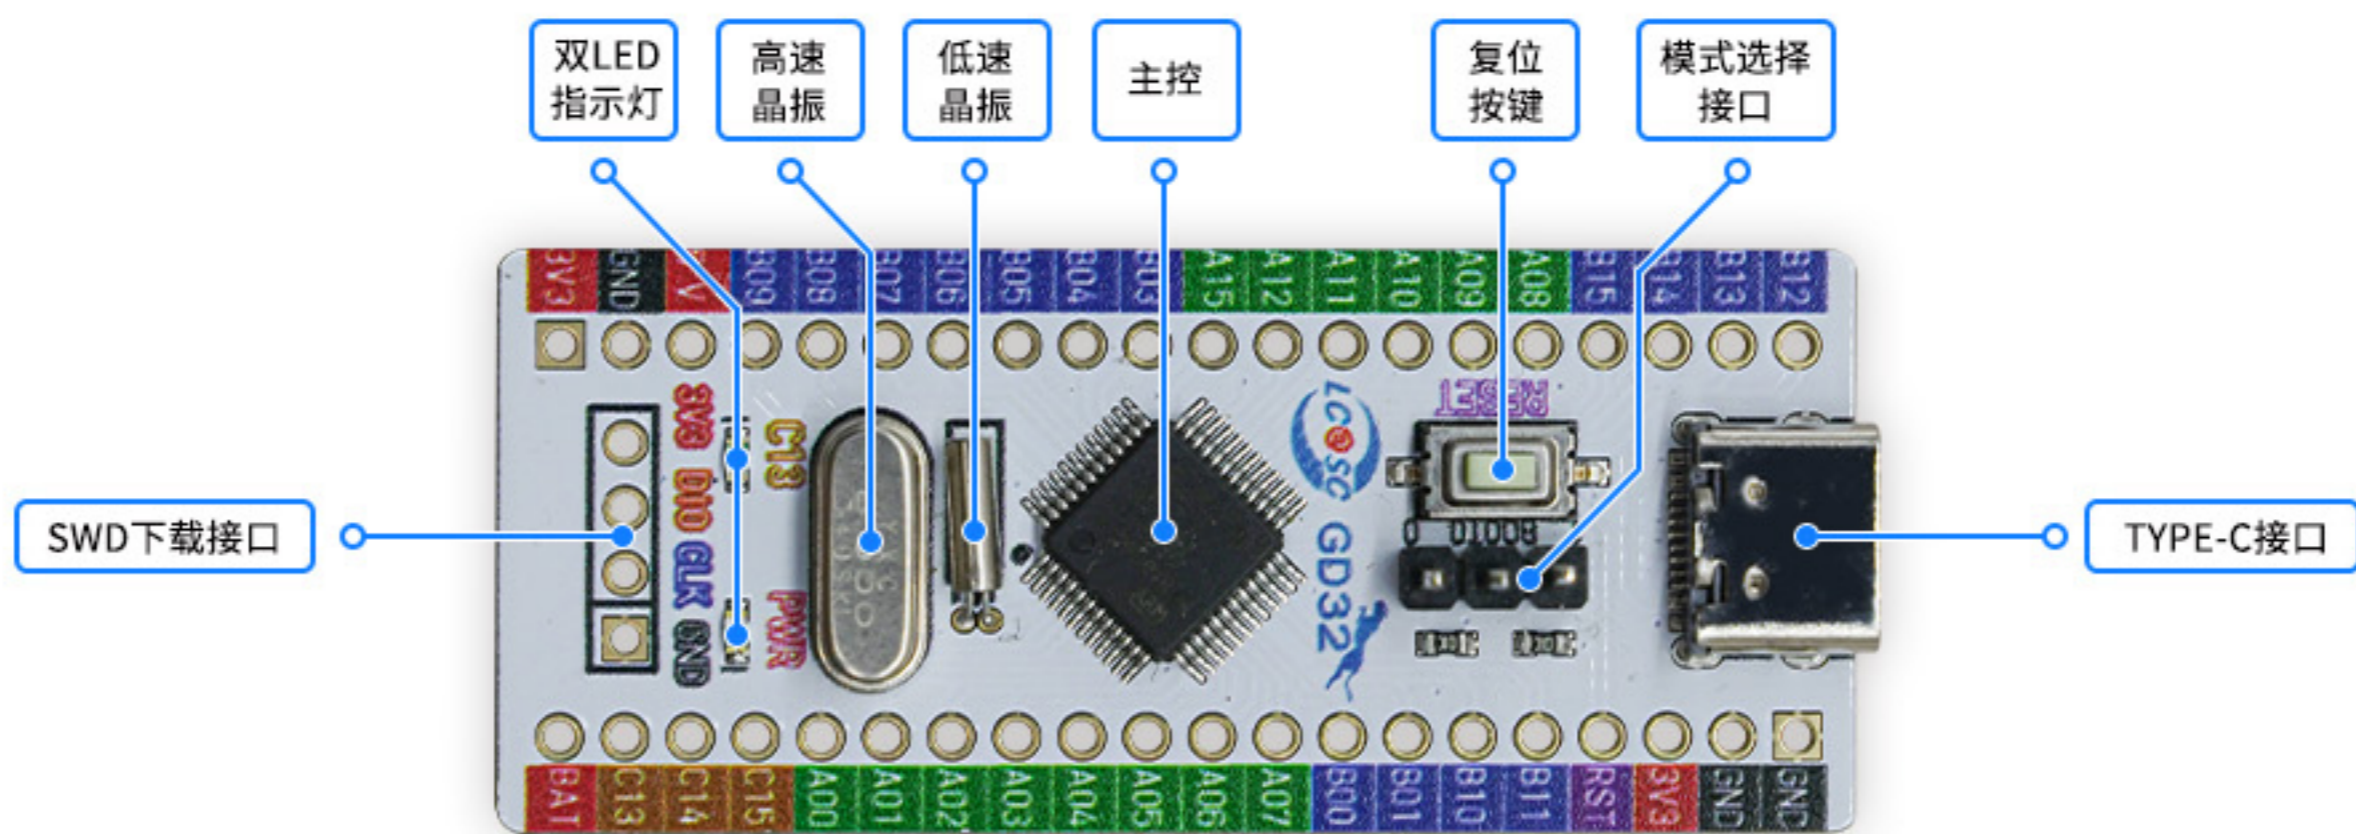 双LED
指示灯
高速
晶振
低速
晶振
主控
复位
按键
模式选择
接口
SWD下载接口
TYPE-C接口
3V3 GND B09 B08 B07 B06 B05 B04 B03 A15 A12 A11 A10 A09 A08 B15 B14 B13 B12
3V3 DIO CLK GND
C13
PWR
LCSC
GD32
RESET
BAT C13 C14 C15 A00 A01 A02 A03 A04 A05 A06 A07 B00 B01 B10 B11 RST 3V3 GND GND